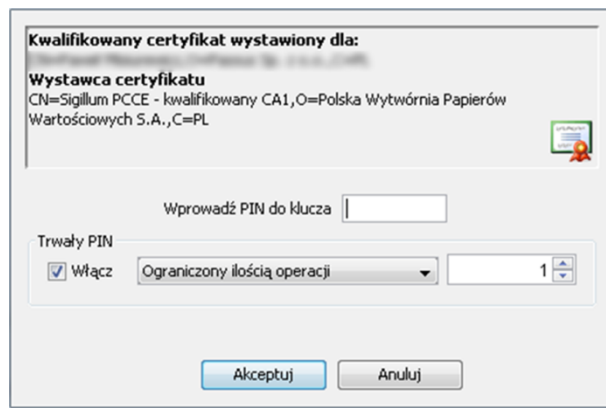 Kwalifikowany certyfikat wystawiony dla:
Wystawca certyfikatu
CN=Sigillum PCCE - kwalifikowany CA1,O=Polska Wytwórnia Papierów
Wartościowych S.A.,C=PL
Wprowadź PIN do klucza
Trwały PIN
Włącz Ograniczony ilością operacji 1
Akceptuj Anuluj